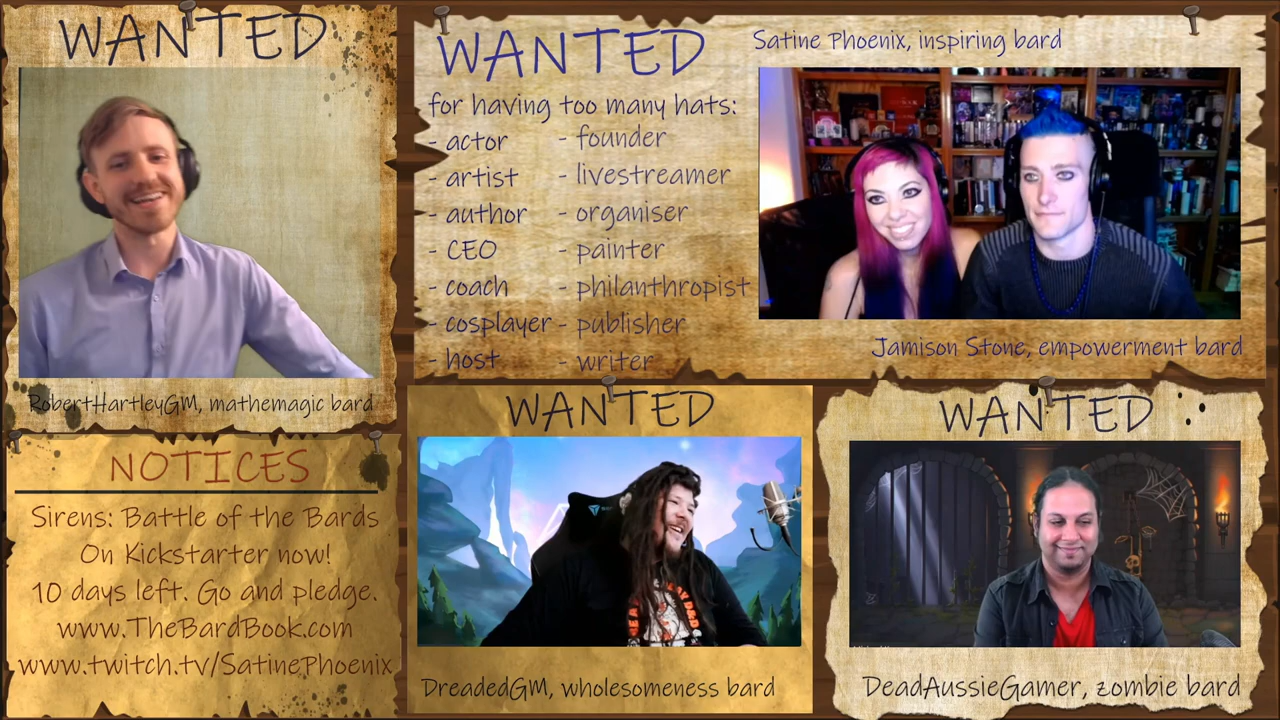 WANTED
RobertHartleyGM, mathemagic bard
NOTICES
Sirens: Battle of the Bards
On Kickstarter now!
10 days left. Go and pledge.
www.TheBardBook.com
www.twitch.tv/SatinePhoenix
WANTED
for having too many hats:
- actor
- artist
- author
- CEO
- coach
- cosplayer
- host
- founder
- livestreamer
- organiser
- painter
- philanthropist
- publisher
- writer
Satine Phoenix, inspiring bard
Jamison Stone, empowerment bard
WANTED
DreadedGM, wholesomeness bard
WANTED
DeadAussieGamer, zombie bard